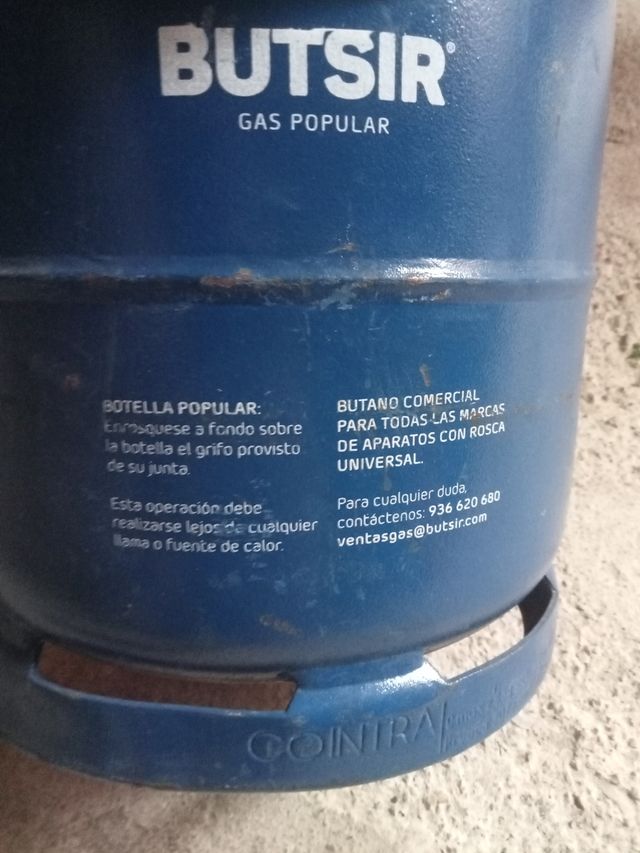 BUTSIR®
GAS POPULAR
BOTELLA POPULAR:
Enrosquese a fondo sobre
la botella el grifo provisto
de su junta.
Esta operación debe
realizarse lejos de cualquier
llama o fuente de calor.
BUTANO COMERCIAL
PARA TODAS LAS MARCAS
DE APARATOS CON ROSCA
UNIVERSAL.
Para cualquier duda,
contáctenos: 936 620 680
ventasgas@butsir.com
COINTRA